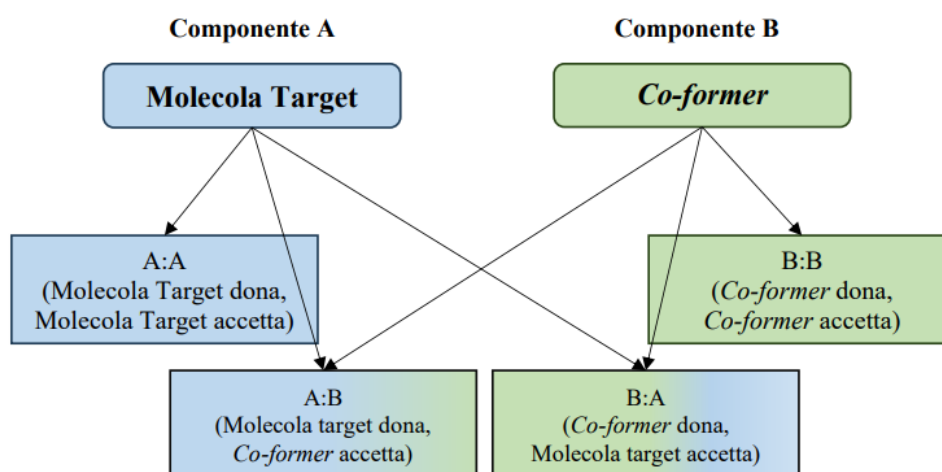 Componente A
Componente B
Molecola Target
Co-former
A:A
(Molecola Target dona,
Molecola Target accetta)
B:B
(Co-former dona,
Co-former accetta)
A:B
(Molecola target dona,
Co-former accetta)
B:A
(Co-former dona,
Molecola target accetta)